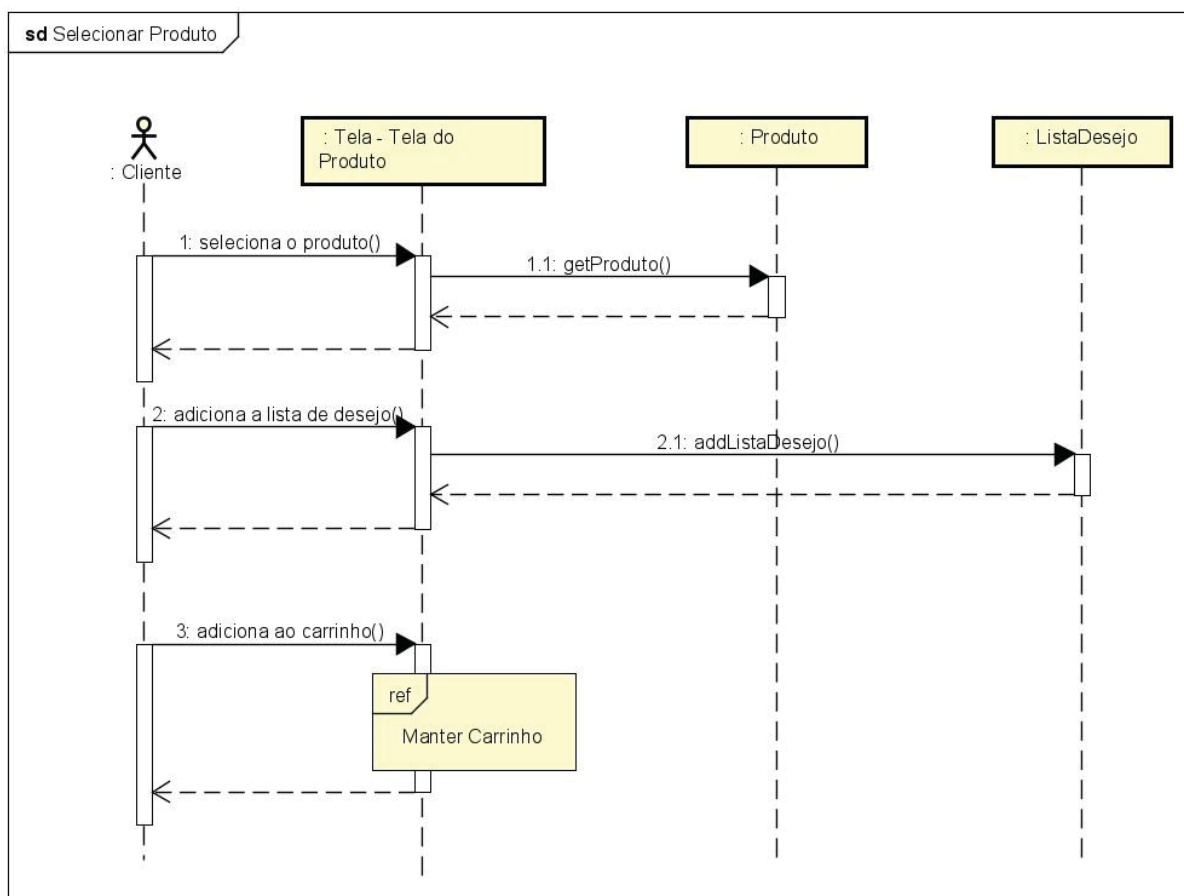 sd Selecionar Produto
: Cliente
: Tela - Tela do
Produto
: Produto
: ListaDesejo
1: seleciona o produto()
1.1: getProduto()
2: adiciona a lista de desejo()
2.1: addListaDesejo()
3: adiciona ao carrinho()
ref
Manter Carrinho